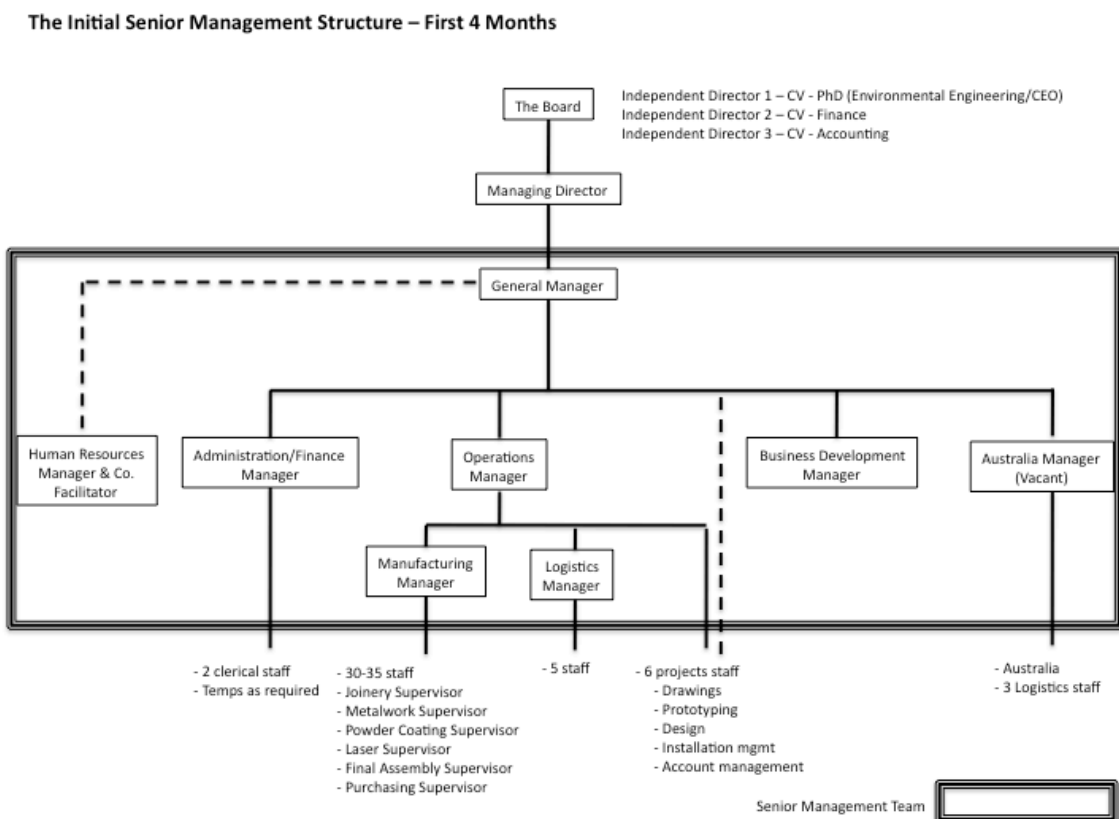 The Initial Senior Management Structure – First 4 Months
The Board
Independent Director 1 – CV - PhD (Environmental Engineering/CEO)
Independent Director 2 – CV - Finance
Independent Director 3 – CV - Accounting
Managing Director
General Manager
Human Resources
Manager & Co.
Facilitator
Administration/Finance
Manager
Operations
Manager
Business Development
Manager
Australia Manager
(Vacant)
Manufacturing
Manager
Logistics
Manager
- 2 clerical staff
- Temps as required
- 30-35 staff
- Joinery Supervisor
- Metalwork Supervisor
- Powder Coating Supervisor
- Laser Supervisor
- Final Assembly Supervisor
- Purchasing Supervisor
- 5 staff
- 6 projects staff
- Drawings
- Prototyping
- Design
- Installation mgmt
- Account management
- Australia
- 3 Logistics staff
Senior Management Team